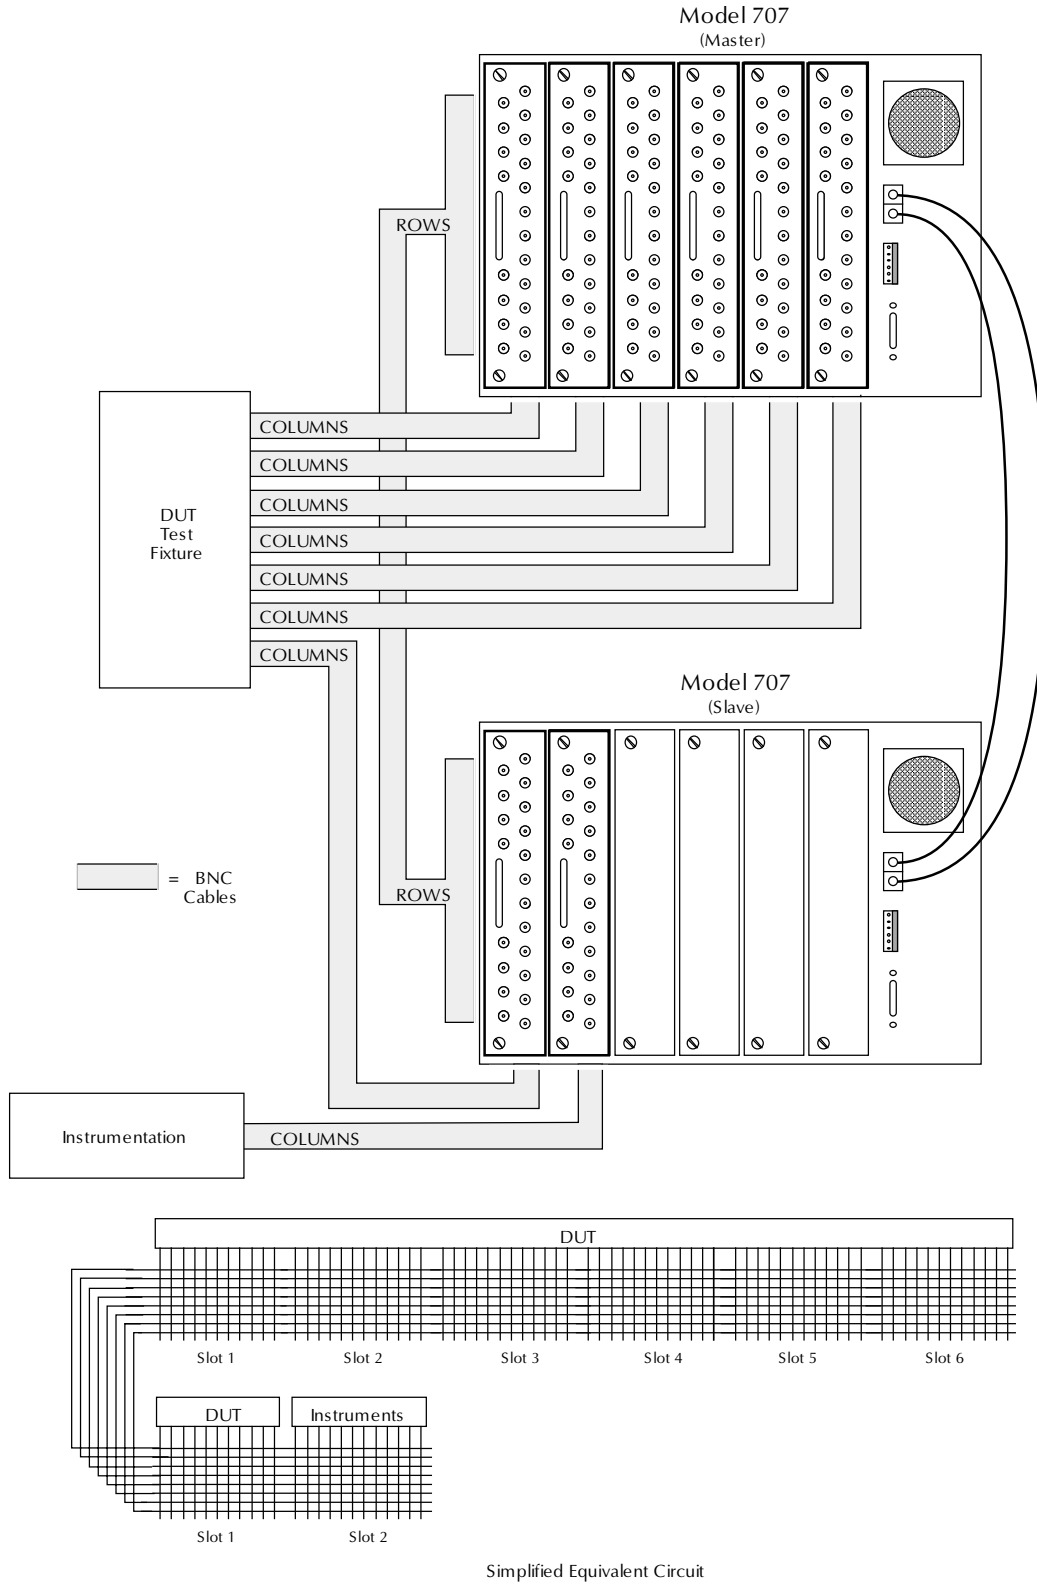 Model 707
(Master)
ROWS
COLUMNS
COLUMNS
COLUMNS
COLUMNS
COLUMNS
COLUMNS
COLUMNS
DUT
Test
Fixture
Model 707
(Slave)
= BNC
Cables
ROWS
Instrumentation
COLUMNS
DUT
Slot 1 Slot 2 Slot 3 Slot 4 Slot 5 Slot 6
DUT Instruments
Slot 1 Slot 2
Simplified Equivalent Circuit